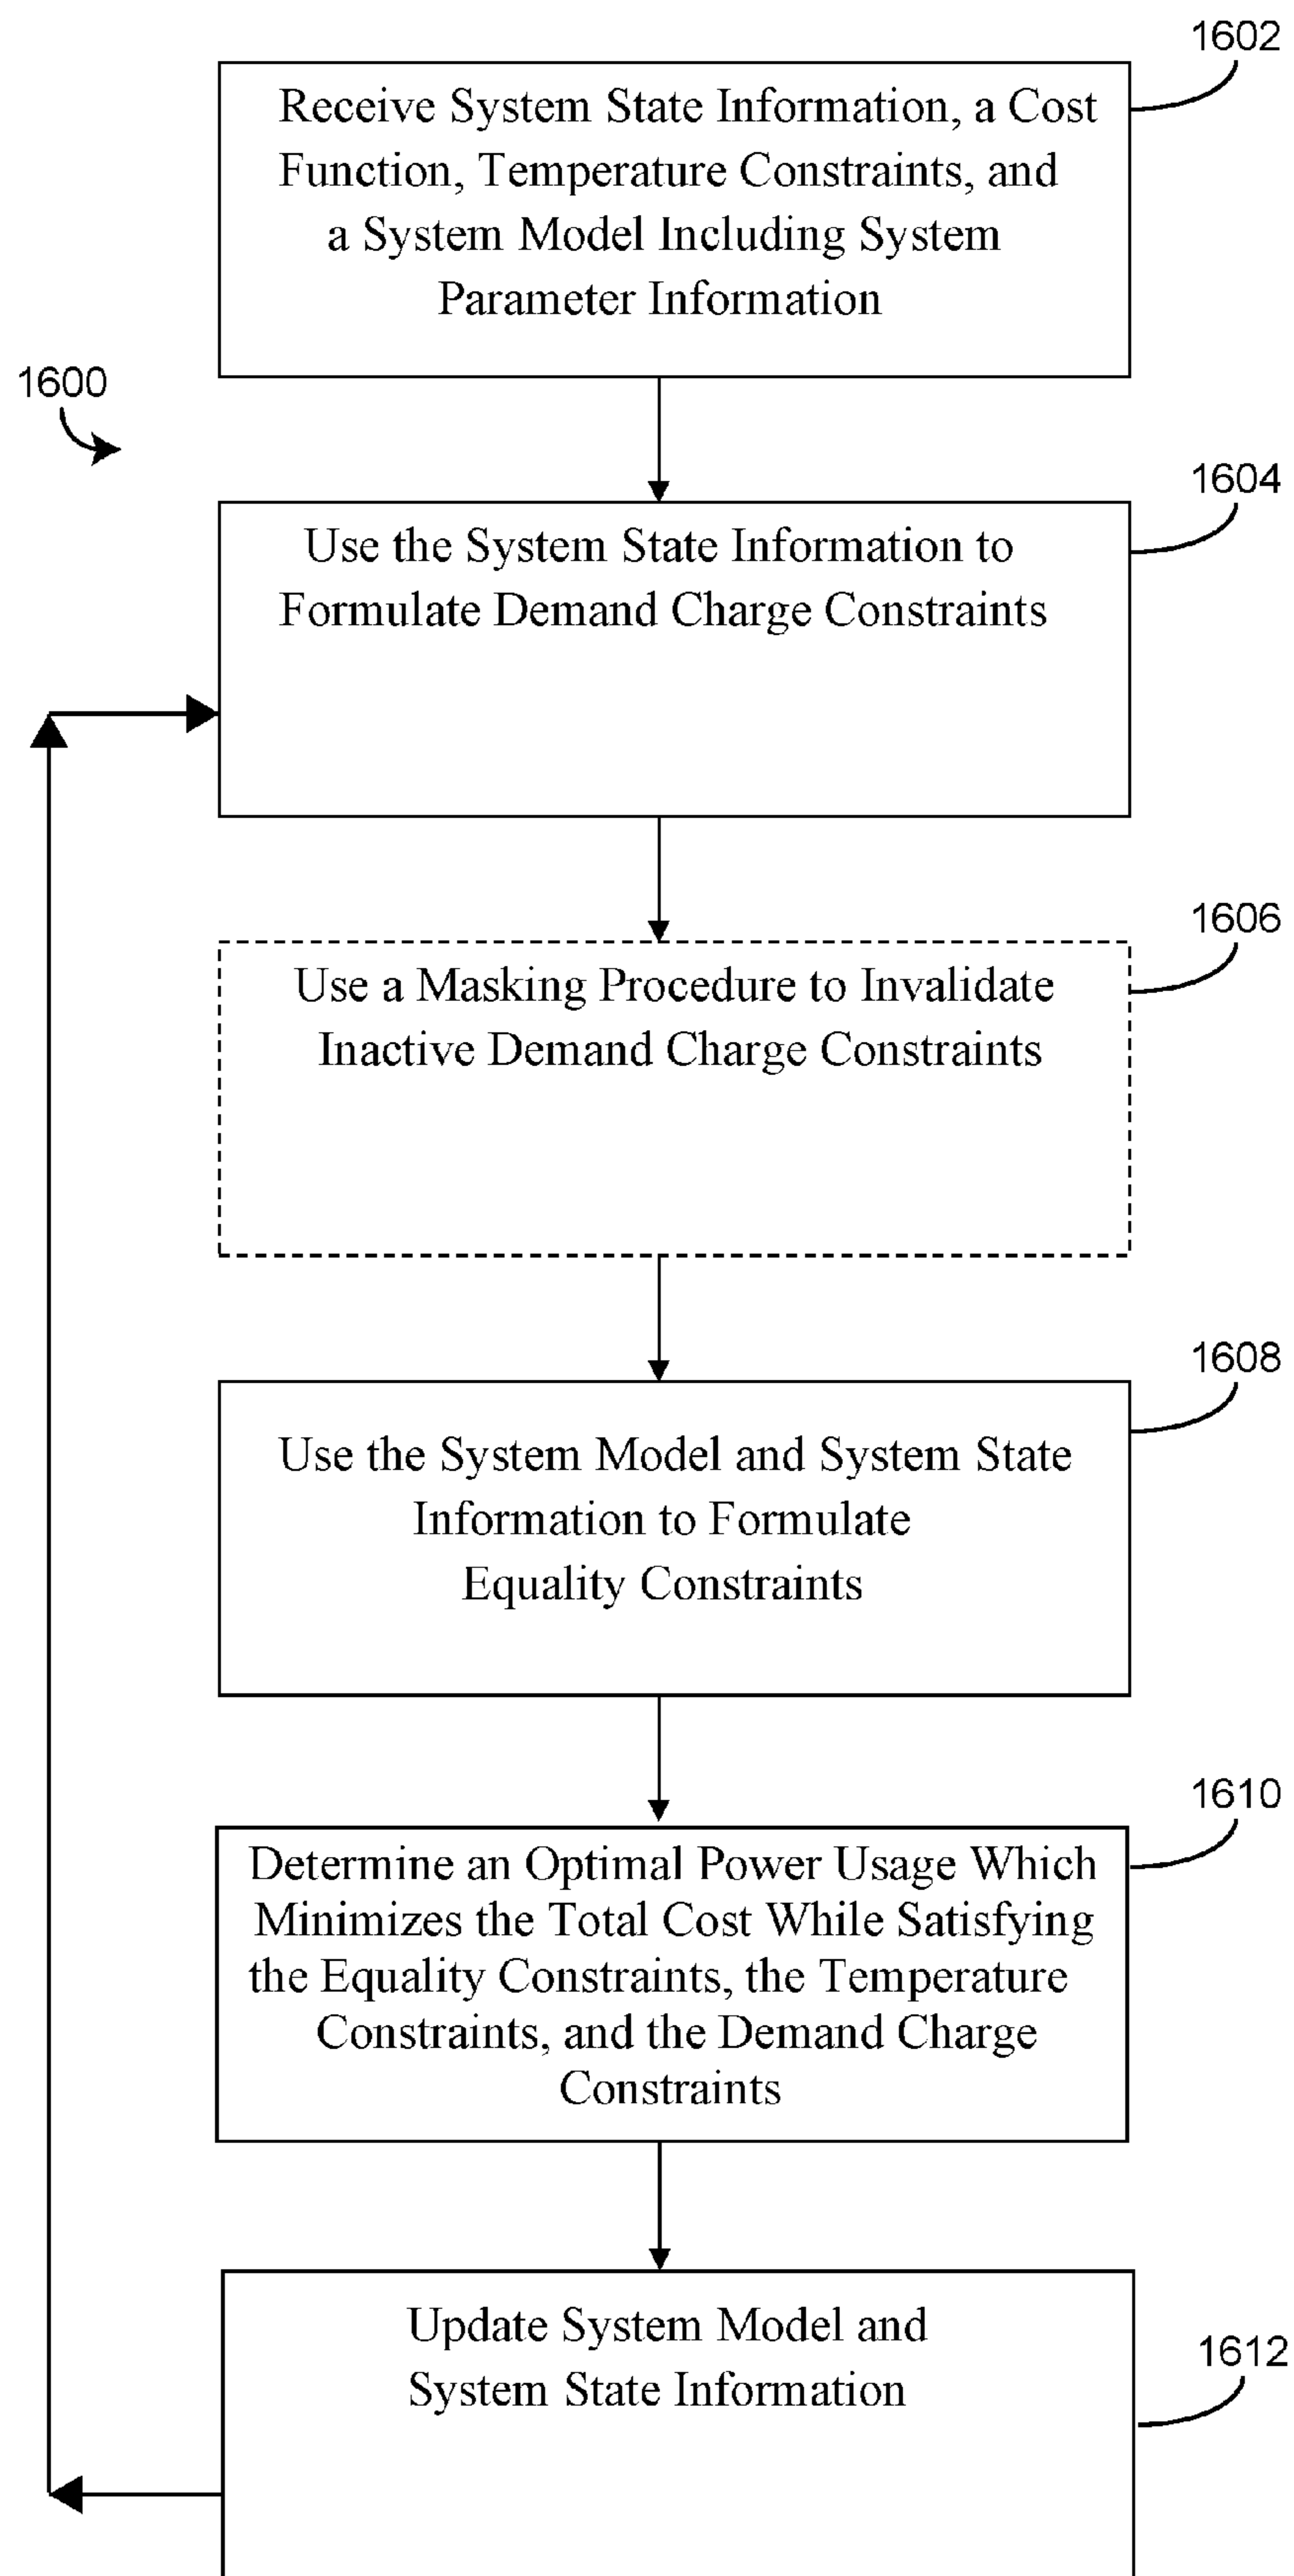 1602
Receive System State Information, a Cost
Function, Temperature Constraints, and
a System Model Including System
Parameter Information
1600
1604
Use the System State Information to
Formulate Demand Charge Constraints
1606
Use a Masking Procedure to Invalidate
Inactive Demand Charge Constraints
1608
Use the System Model and System State
Information to Formulate
Equality Constraints
1610
Determine an Optimal Power Usage Which
Minimizes the Total Cost While Satisfying
the Equality Constraints, the Temperature
Constraints, and the Demand Charge
Constraints
Update System Model and
1612
System State Information